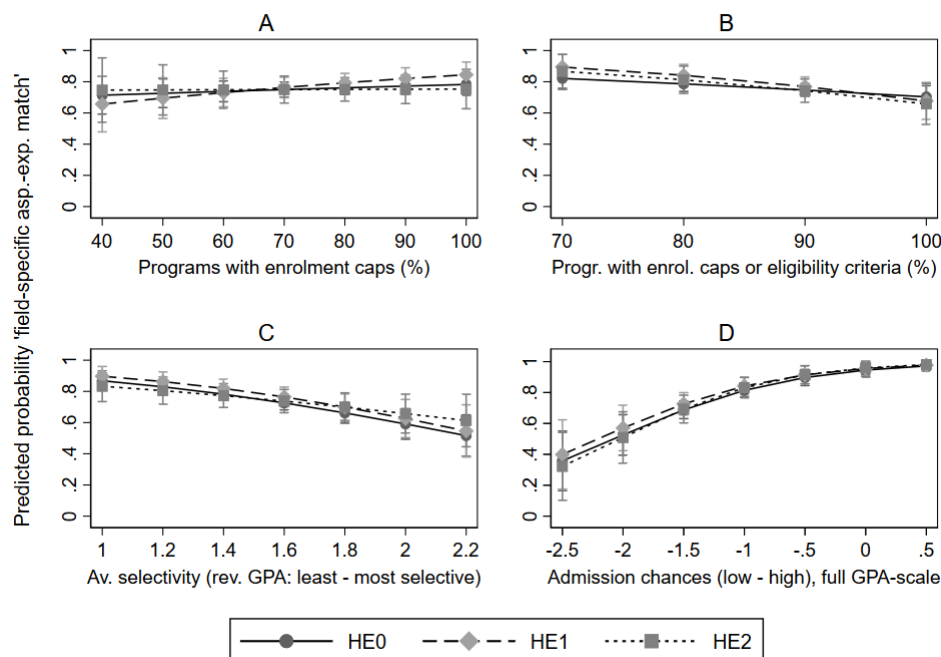 Predicted probability 'field-specific asp.-exp. match'
A
1
.8
.6
.4
.2
0
40 50 60 70 80 90 100
Programs with enrolment caps (%)
B
1
.8
.6
.4
.2
0
70 80 90 100
Progr. with enrol. caps or eligibility criteria (%)
C
1
.8
.6
.4
.2
0
1 1.2 1.4 1.6 1.8 2 2.2
Av. selectivity (rev. GPA: least - most selective)
D
1
.8
.6
.4
.2
0
-2.5 -2 -1.5 -1 -.5 0 .5
Admission chances (low - high), full GPA-scale
HE0 HE1 HE2